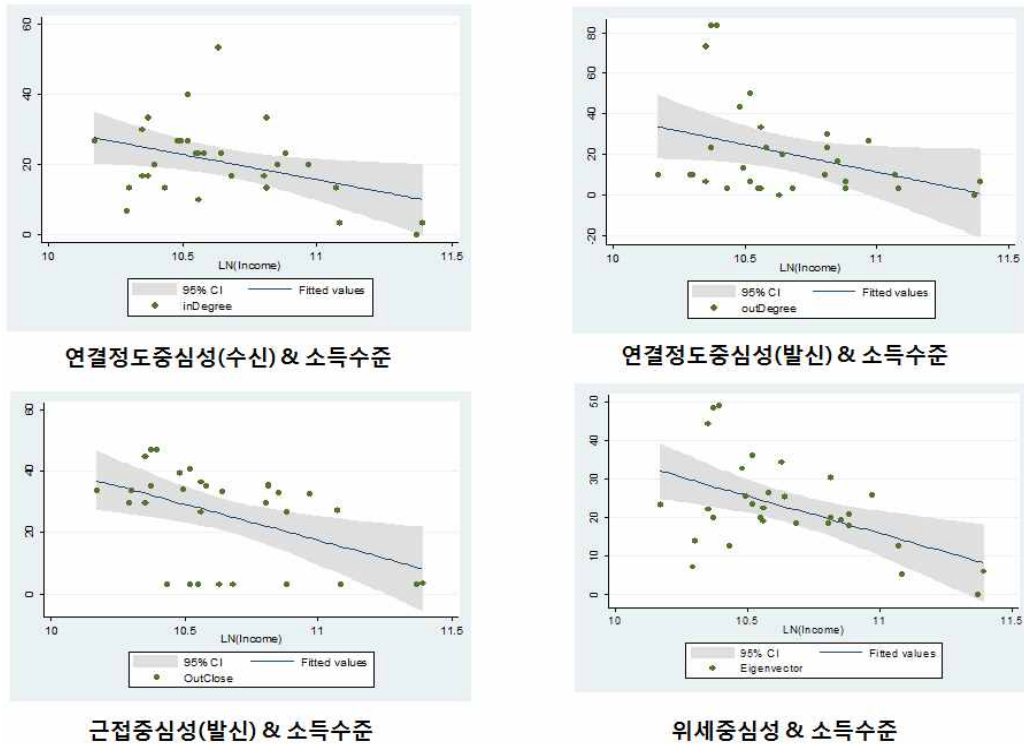 60
40
20
0
10
10.5
11
11.5
LN(Income)
95% CI
Fitted values
inDegree
연결정도중심성(수신) & 소득수준
80
60
40
20
0
20
10
10.5
11
11.5
LN(Income)
95% CI
Fitted values
outDegree
연결정도중심성(발신) & 소득수준
60
40
20
0
10
10.5
11
11.5
LN(Income)
95% CI
Fitted values
OutClose
근접중심성(발신) & 소득수준
50
40
30
20
10
0
10
10.5
11
11.5
LN(Income)
95% CI
Fitted values
Eigenvector
위세중심성 & 소득수준